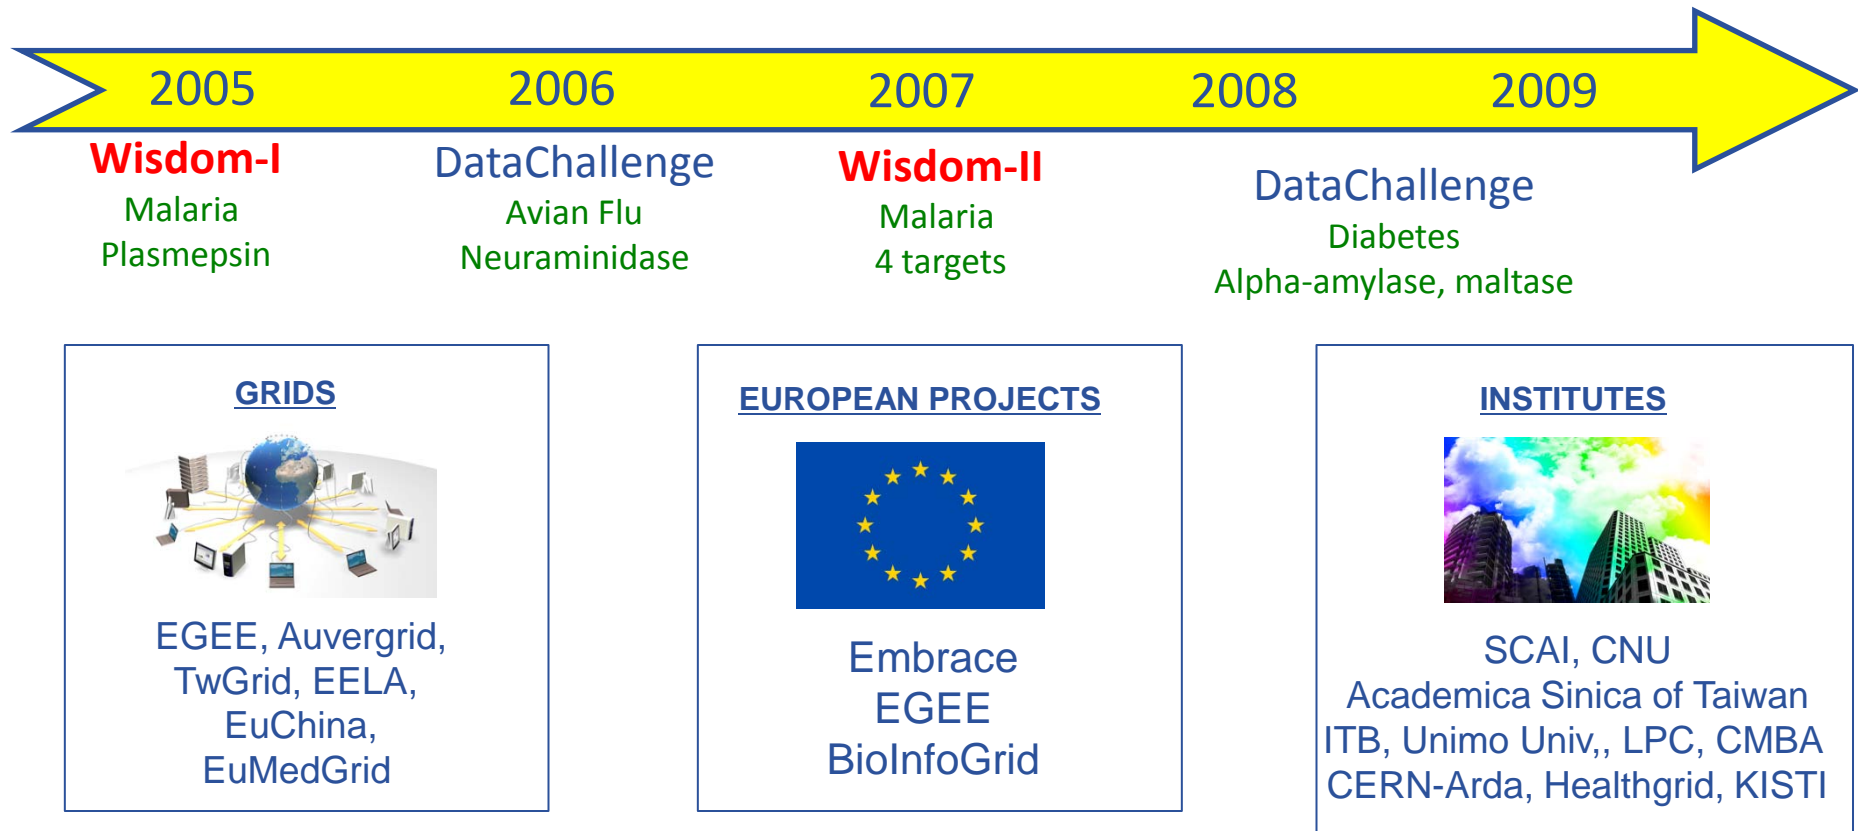 2005 2006 2007 2008 2009
Wisdom-I
Malaria
Plasmepsin
DataChallenge
Avian Flu
Neuraminidase
Wisdom-II
Malaria
4 targets
DataChallenge
Diabetes
Alpha-amylase, maltase
GRIDS
EGEE, Auvergrid,
TwGrid, EELA,
EuChina,
EuMedGrid
EUROPEAN PROJECTS
Embrace
EGEE
BioInfoGrid
INSTITUTES
SCAI, CNU
Academica Sinica of Taiwan
ITB, Unimo Univ,, LPC, CMBA
CERN-Arda, Healthgrid, KISTI